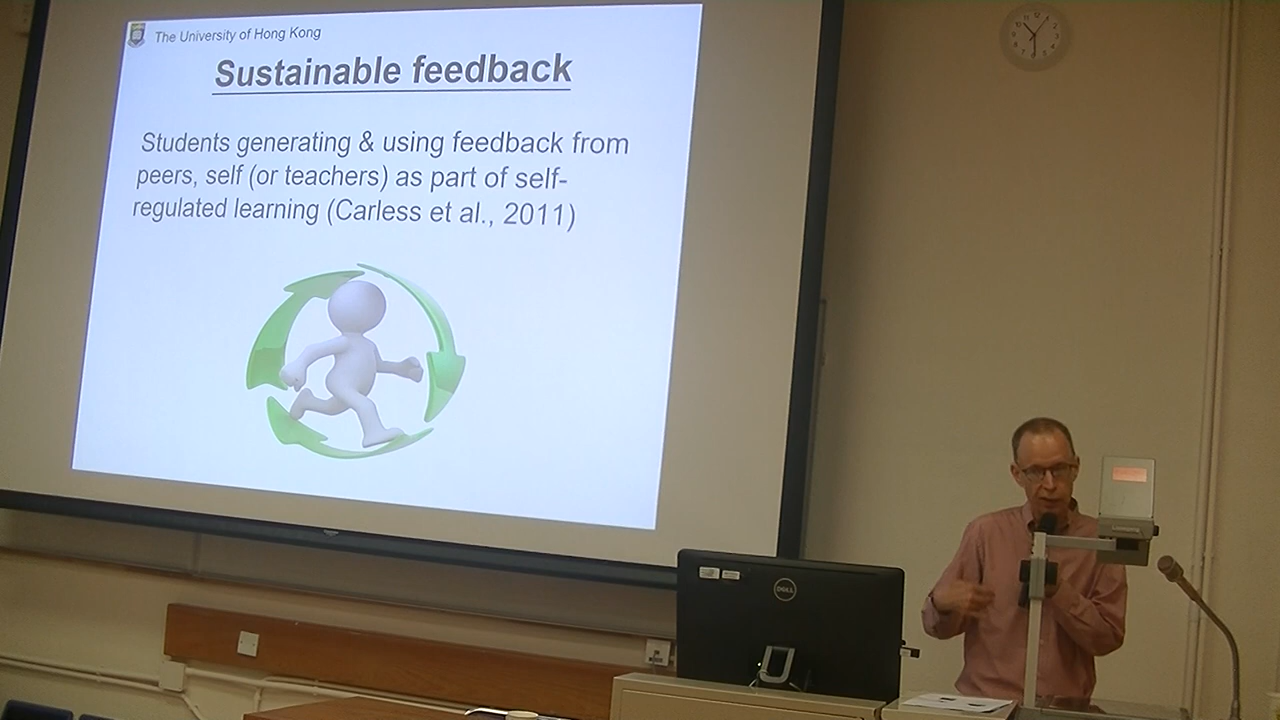 The University of Hong Kong
Sustainable feedback
Students generating & using feedback from
peers, self (or teachers) as part of self-
regulated learning (Carless et al., 2011)
DELL